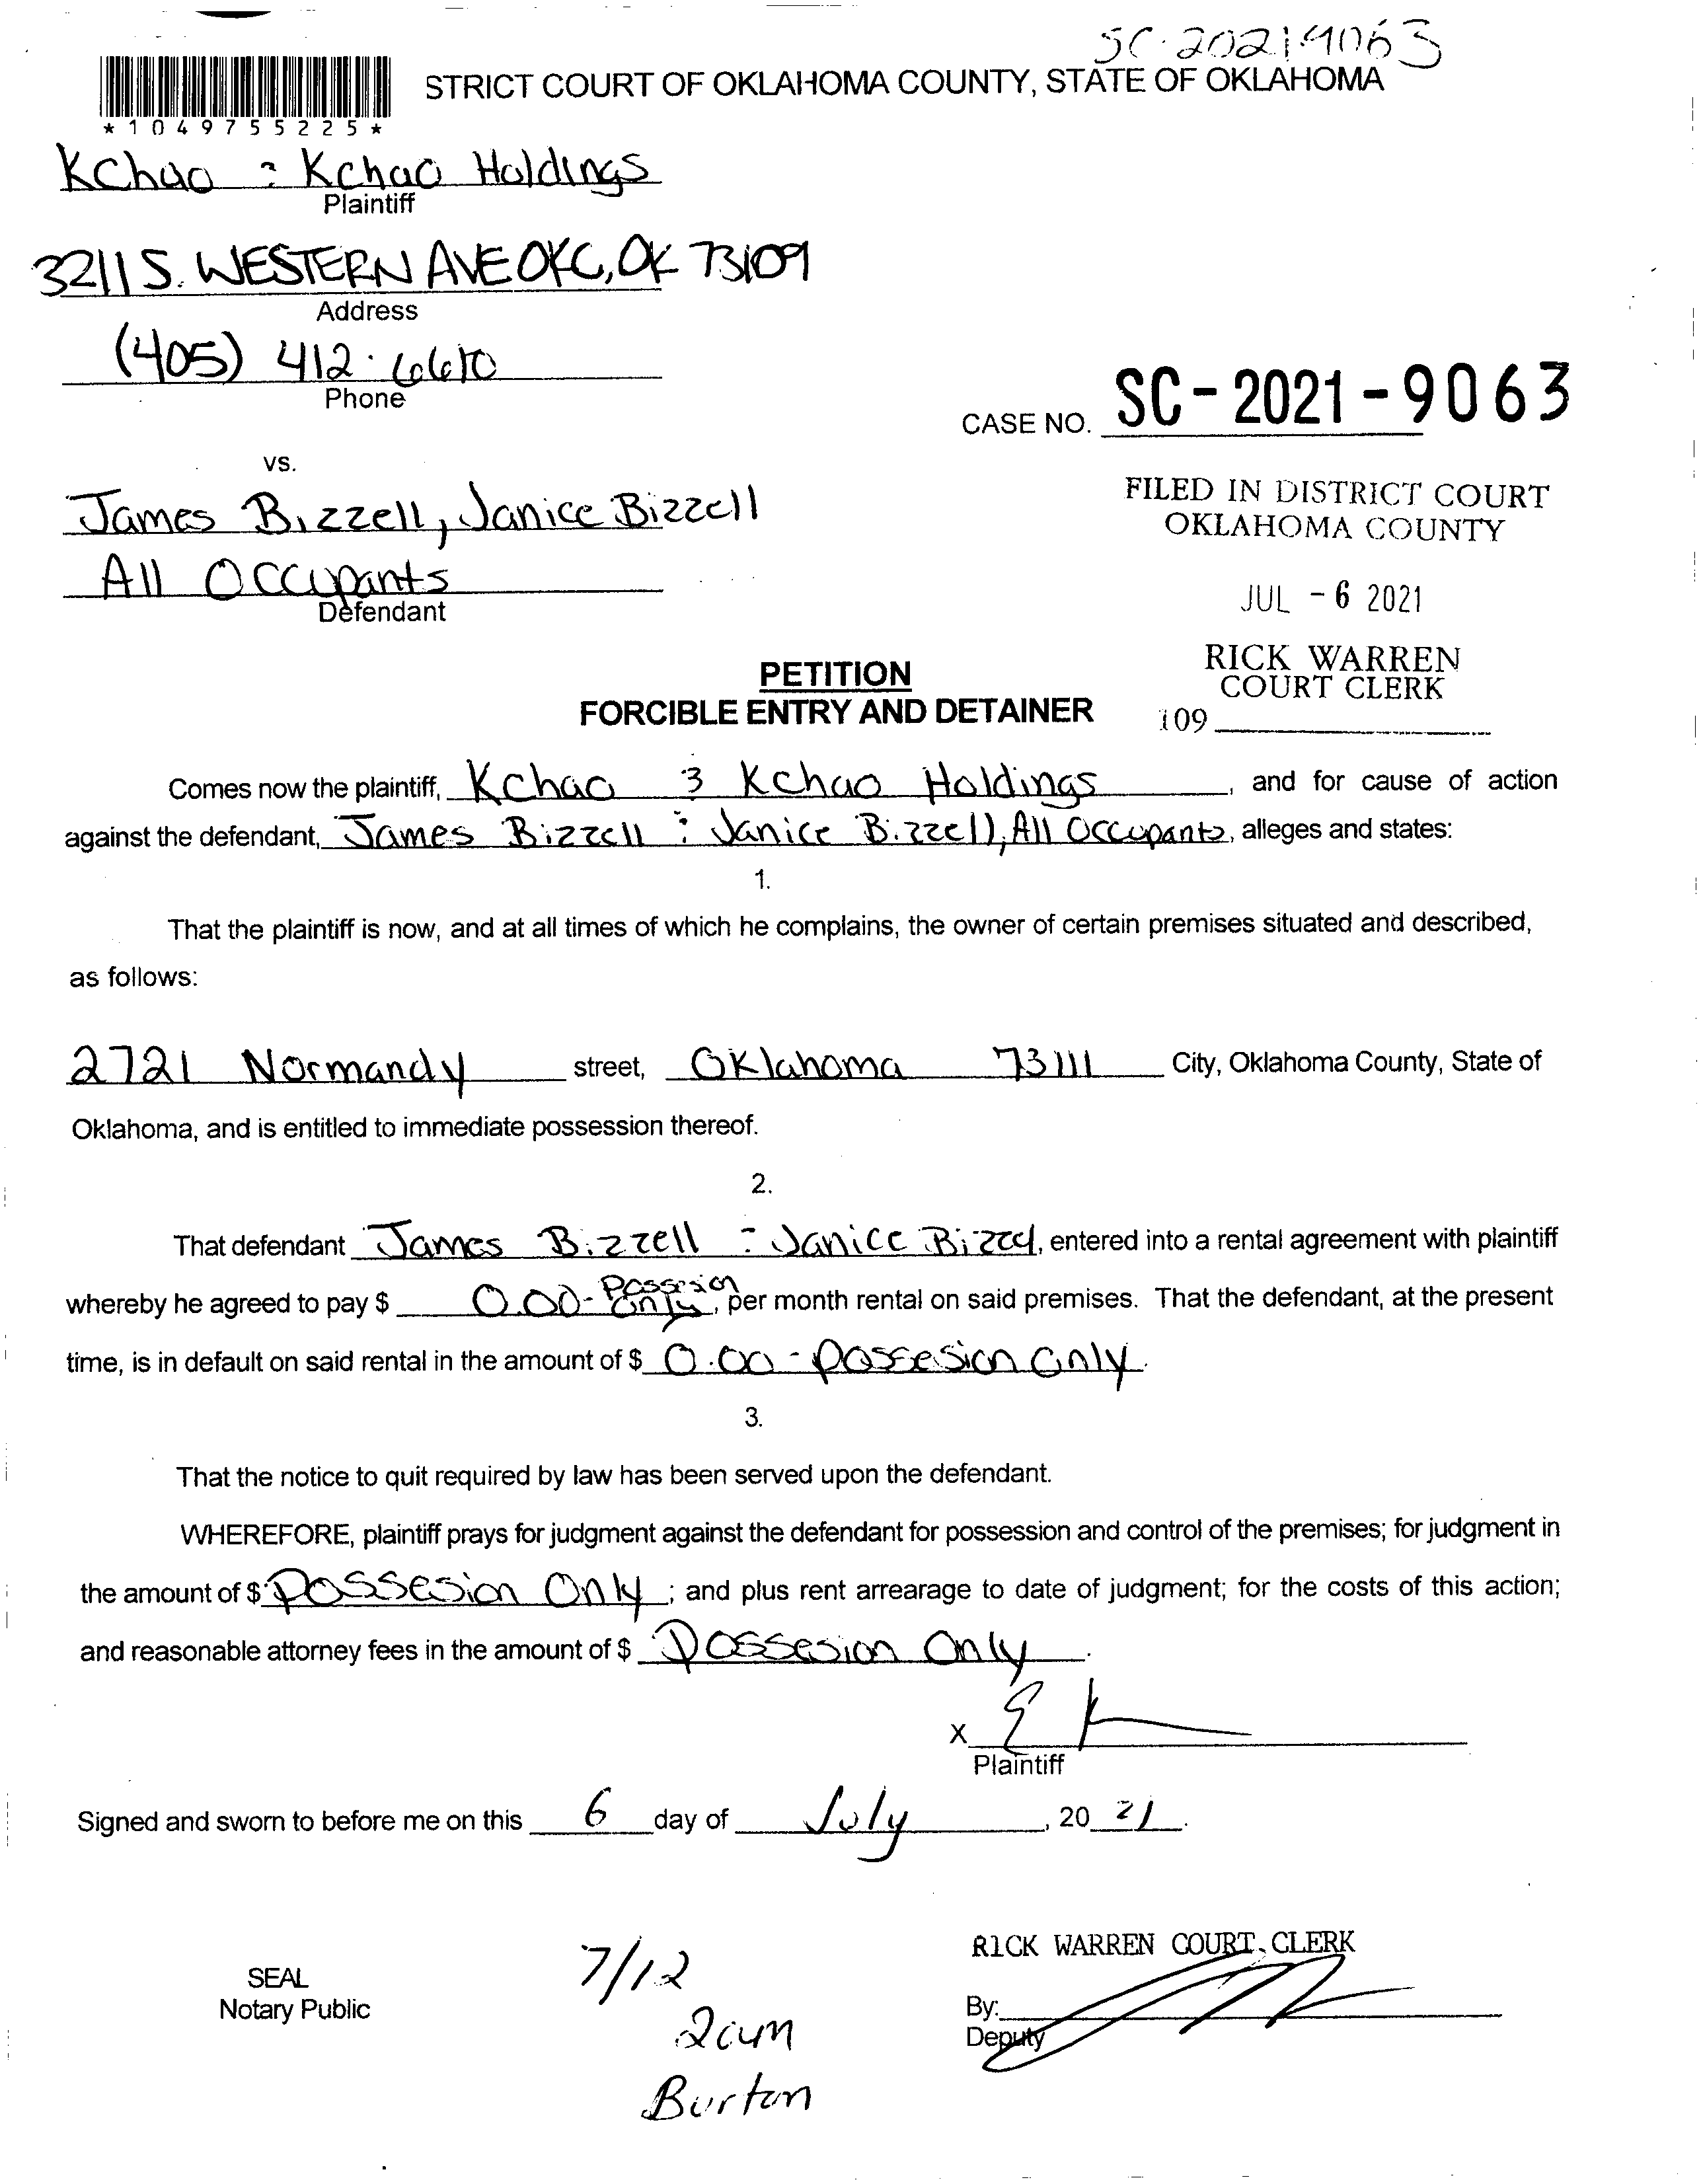 SC-2021-9063
STRICT COURT OF OKLAHOMA COUNTY, STATE OF OKLAHOMA
*1049755225*
KChao : Kchao Holdings
Plaintiff
3211 S. WESTERN AVE OKC, OK 73109
Address
(405) 412·6610
Phone
CASE NO. SC-2021-9063
vs.
James Bizzell, Janice Bizzell
All Occupants
Defendant
FILED IN DISTRICT COURT
OKLAHOMA COUNTY
JUL -6 2021
RICK WARREN
COURT CLERK
109
PETITION
FORCIBLE ENTRY AND DETAINER
Comes now the plaintiff, Kchao & Kchao Holdings, and for cause of action
against the defendant, James Bizzell : Janice Bizzell, All Occupants, alleges and states:
1.
That the plaintiff is now, and at all times of which he complains, the owner of certain premises situated and described,
as follows:
2721 Normandy street, Oklahoma 73111 City, Oklahoma County, State of
Oklahoma, and is entitled to immediate possession thereof.
2.
That defendant James Bizzell : Janice Bizzell, entered into a rental agreement with plaintiff
whereby he agreed to pay $ 0.00 - Possesion Only, per month rental on said premises. That the defendant, at the present
time, is in default on said rental in the amount of $ 0.00 - Possesion Only.
3.
That the notice to quit required by law has been served upon the defendant.
WHEREFORE, plaintiff prays for judgment against the defendant for possession and control of the premises; for judgment in
the amount of $ Possesion Only; and plus rent arrearage to date of judgment; for the costs of this action;
and reasonable attorney fees in the amount of $ Possesion Only.
X
Plaintiff
Signed and sworn to before me on this 6 day of July, 20 21.
RICK WARREN COURT CLERK
SEAL
Notary Public
7/12
By:
Deputy
Burton